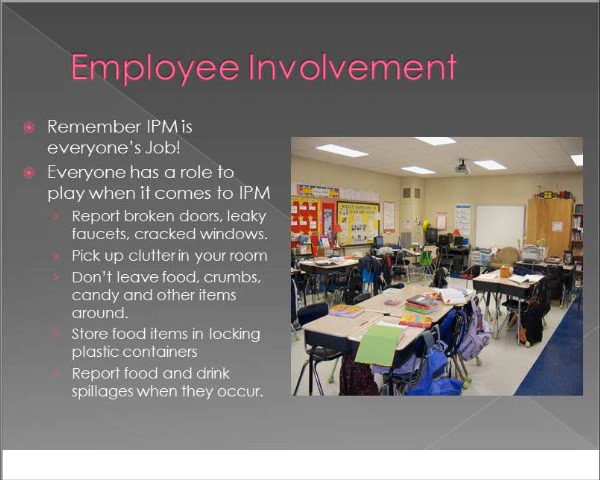 Employee Involvement
Remember IPM is
everyone's Job!
Everyone has a role to
play when it comes to IPM
Report broken doors, leaky
faucets, cracked windows.
Pick up clutter in your room
Don't leave food, crumbs,
candy and other items
around.
Store food items in locking
plastic containers
Report food and drink
spillages when they occur.